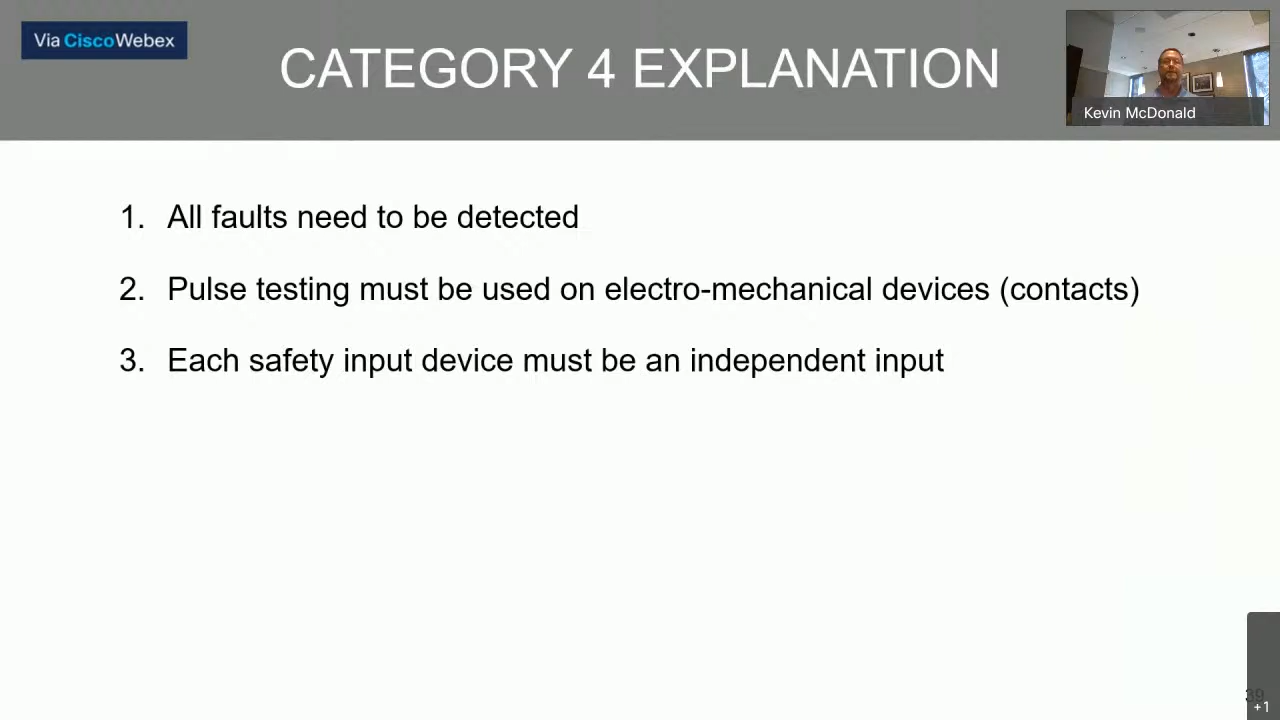 Via CiscoWebex
CATEGORY 4 EXPLANATION
Kevin McDonald
1. All faults need to be detected
2. Pulse testing must be used on electro-mechanical devices (contacts)
3. Each safety input device must be an independent input
39
+1